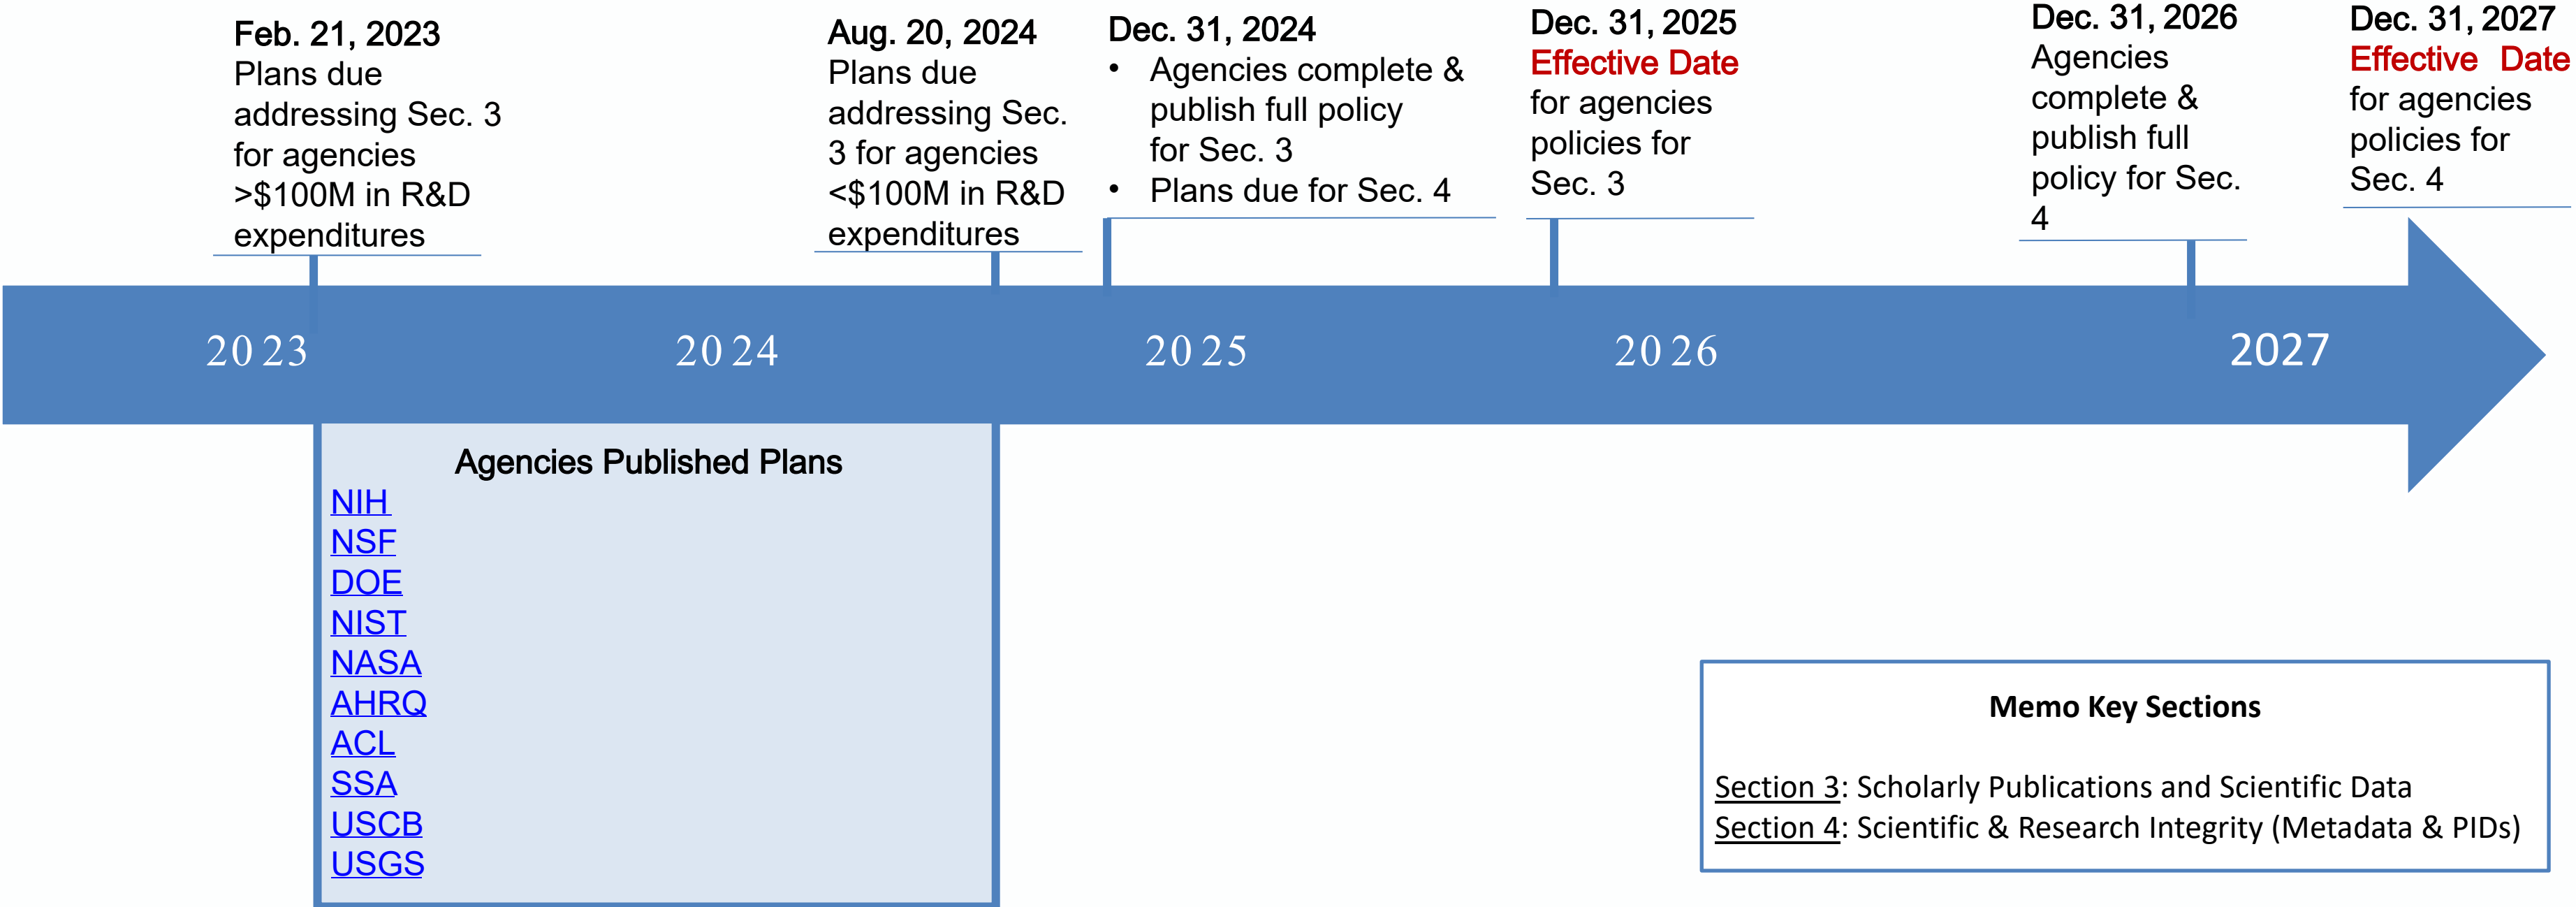 Feb. 21, 2023
Plans due
addressing Sec. 3
for agencies
>$100M in R&D
expenditures
Aug. 20, 2024
Plans due
addressing Sec.
3 for agencies
<$100M in R&D
expenditures
Dec. 31, 2024
• Agencies complete &
publish full policy
for Sec. 3
• Plans due for Sec. 4
Dec. 31, 2025
Effective Date
for agencies
policies for
Sec. 3
Dec. 31, 2026
Agencies
complete &
publish full
policy for Sec.
4
Dec. 31, 2027
Effective Date
for agencies
policies for
Sec. 4
2023
2024
2025
2026
2027
Agencies Published Plans
NIH
NSF
DOE
NIST
NASA
AHRQ
ACL
SSA
USCB
USGS
Memo Key Sections
Section 3: Scholarly Publications and Scientific Data
Section 4: Scientific & Research Integrity (Metadata & PIDs)